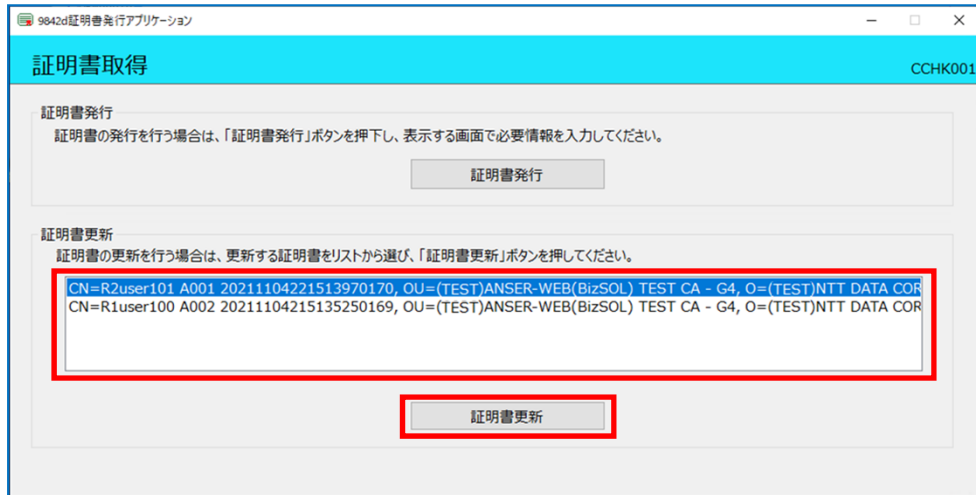 9842d証明書発行アプリケーション
証明書取得
CCHK001
証明書発行
証明書の発行を行う場合は、「証明書発行」ボタンを押下し、表示する画面で必要情報を入力してください。
証明書発行
証明書更新
証明書の更新を行う場合は、更新する証明書をリストから選び、「証明書更新」ボタンを押してください。
CN=R2user101 A001 20211104221513970170, OU=(TEST)ANSER-WEB(BizSOL) TEST CA - G4, O=(TEST)NTT DATA COR
CN=R1user100 A002 20211104215135250169, OU=(TEST)ANSER-WEB(BizSOL) TEST CA - G4, O=(TEST)NTT DATA COR
証明書更新